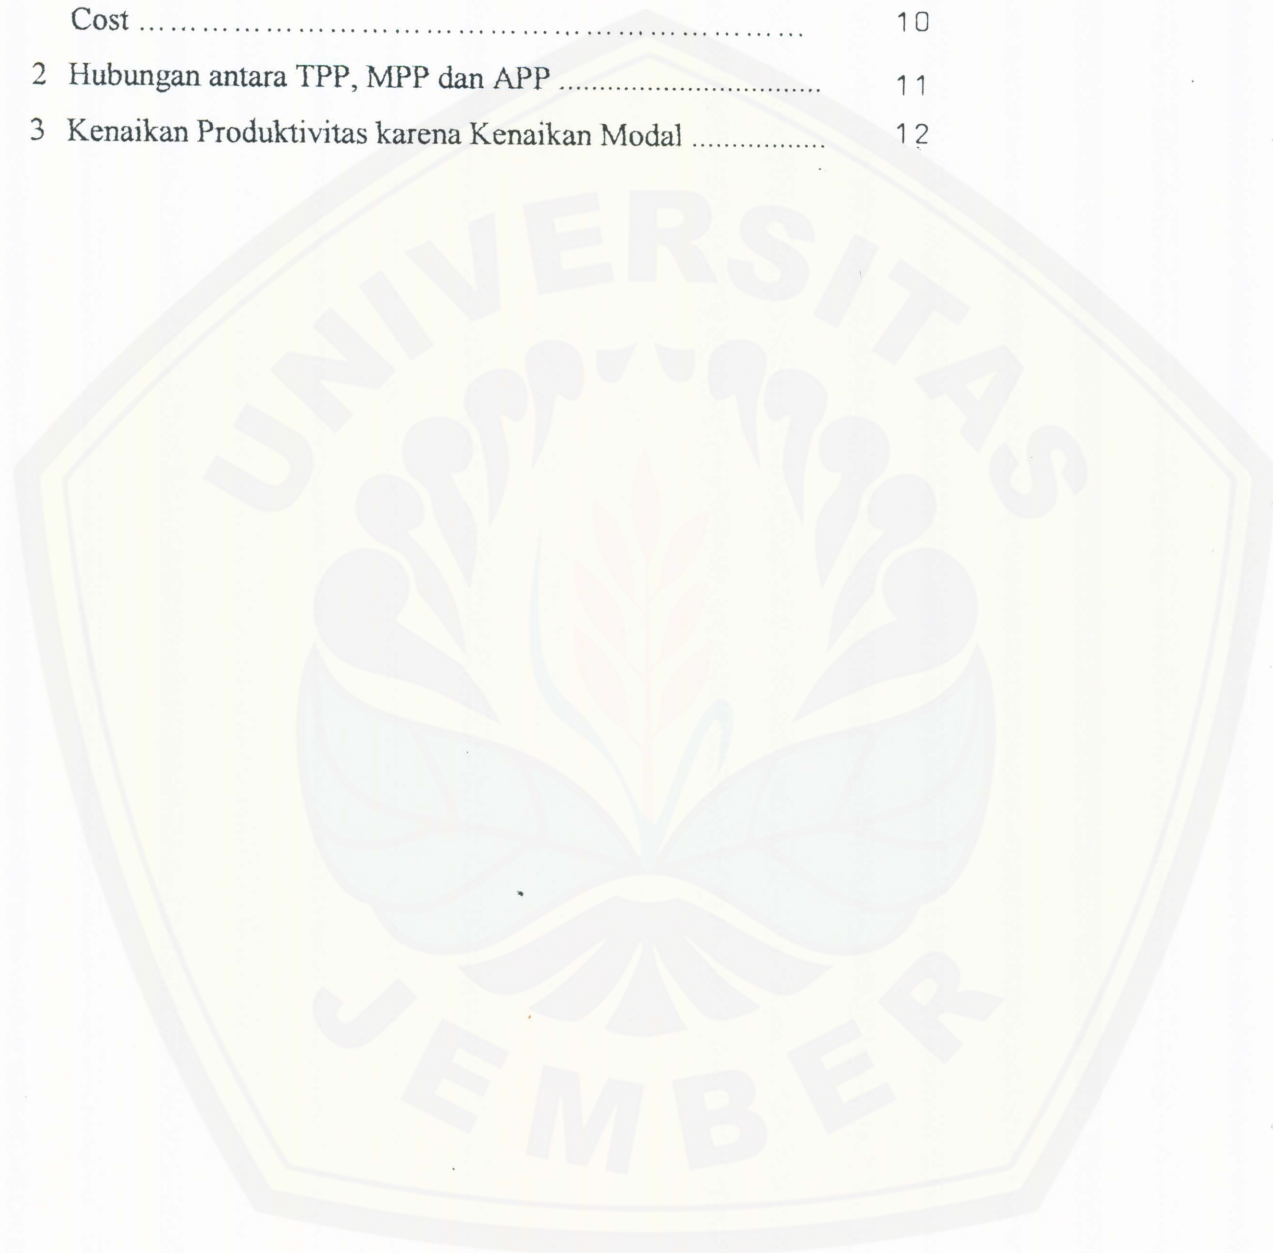 Cost ............................................................... 10
2 Hubungan antara TPP, MPP dan APP ................................ 11
3 Kenaikan Produktivitas karena Kenaikan Modal ................. 12
UNIVERSITAS
JEMBER